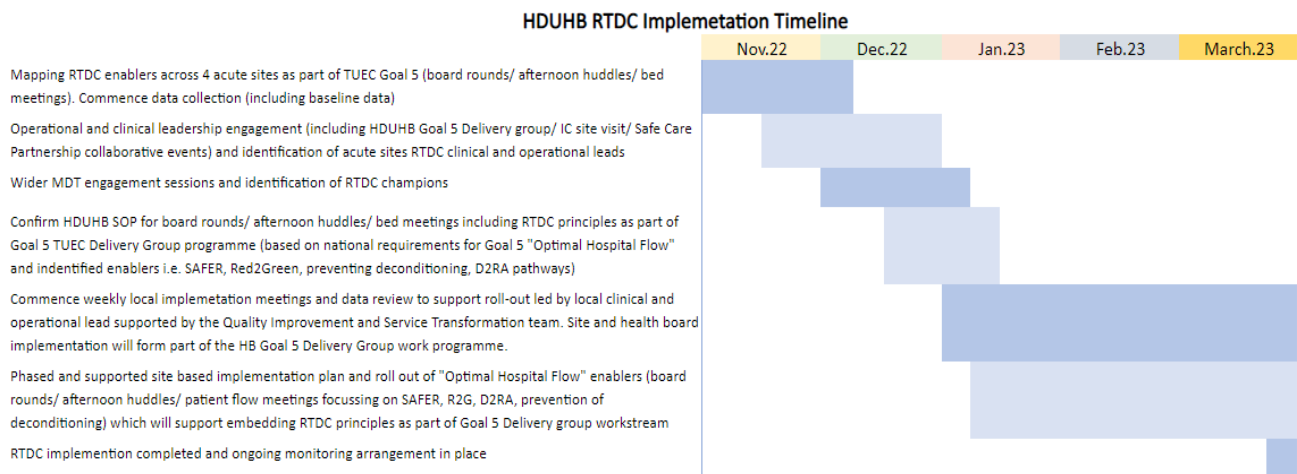 HDUHB RTDC Implemetation Timeline
Nov.22 Dec.22 Jan.23 Feb.23 March.23
Mapping RTDC enablers across 4 acute sites as part of TUEC Goal 5 (board rounds/ afternoon huddles/ bed
meetings). Commence data collection (including baseline data)
Operational and clinical leadership engagement (including HDUHB Goal 5 Delivery group/ IC site visit/ Safe Care
Partnership collaborative events) and identification of acute sites RTDC clinical and operational leads
Wider MDT engagement sessions and identification of RTDC champions
Confirm HDUHB SOP for board rounds/ afternoon huddles/ bed meetings including RTDC principles as part of
Goal 5 TUEC Delivery Group programme (based on national requirements for Goal 5 "Optimal Hospital Flow"
and indentified enablers i.e. SAFER, Red2Green, preventing deconditioning, D2RA pathways)
Commence weekly local implemetation meetings and data review to support roll-out led by local clinical and
operational lead supported by the Quality Improvement and Service Transformation team. Site and health board
implementation will form part of the HB Goal 5 Delivery Group work programme.
Phased and supported site based implementation plan and roll out of "Optimal Hospital Flow" enablers (board
rounds/ afternoon huddles/ patient flow meetings focussing on SAFER, R2G, D2RA, prevention of
deconditioning) which will support embedding RTDC principles as part of Goal 5 Delivery group workstream
RTDC implemention completed and ongoing monitoring arrangement in place